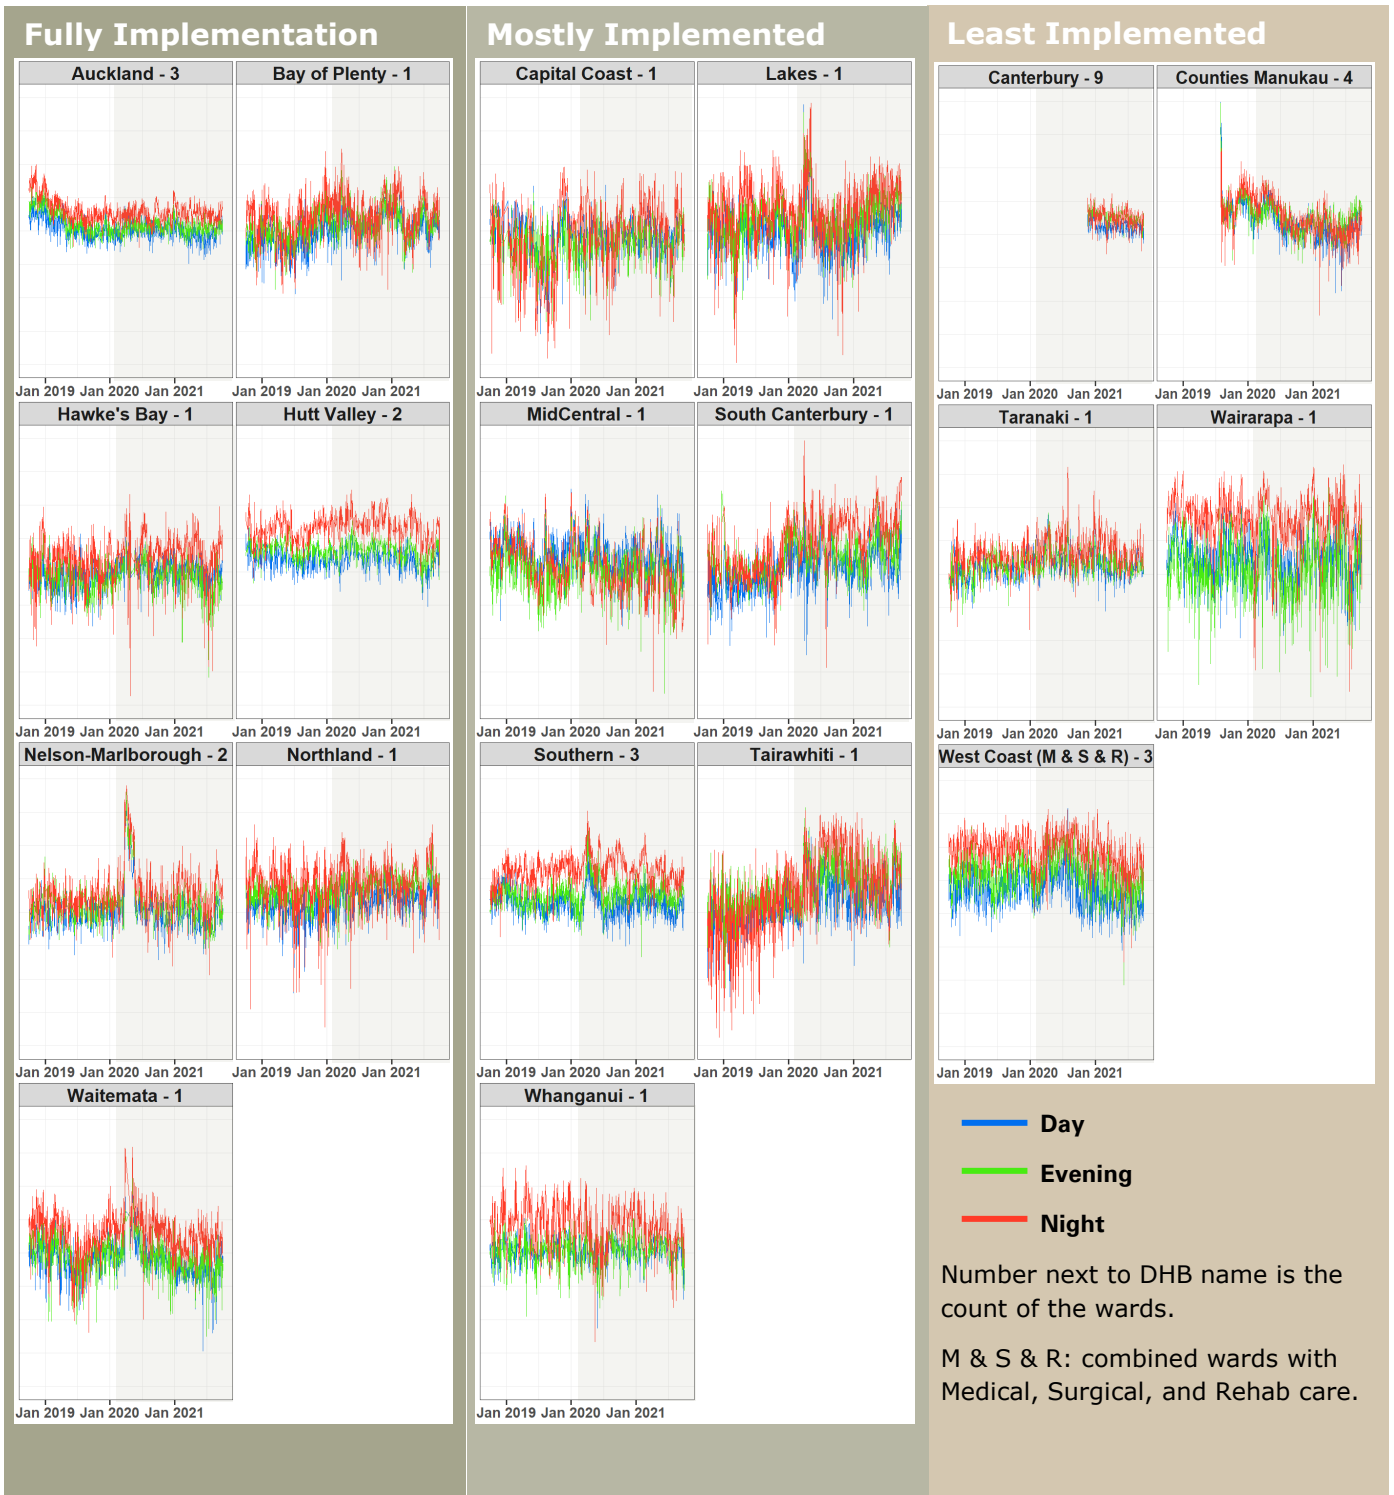 Fully Implementation
Auckland - 3
Bay of Plenty - 1
Jan 2019 Jan 2020 Jan 2021
Jan 2019 Jan 2020 Jan 2021
Hawke's Bay - 1
Hutt Valley - 2
Jan 2019 Jan 2020 Jan 2021
Jan 2019 Jan 2020 Jan 2021
Nelson-Marlborough - 2
Northland - 1
Jan 2019 Jan 2020 Jan 2021
Jan 2019 Jan 2020 Jan 2021
Waitemata - 1
Jan 2019 Jan 2020 Jan 2021
Mostly Implemented
Capital Coast - 1
Lakes - 1
Jan 2019 Jan 2020 Jan 2021
Jan 2019 Jan 2020 Jan 2021
MidCentral - 1
South Canterbury - 1
Jan 2019 Jan 2020 Jan 2021
Jan 2019 Jan 2020 Jan 2021
Southern - 3
Tairawhiti - 1
Jan 2019 Jan 2020 Jan 2021
Jan 2019 Jan 2020 Jan 2021
Whanganui - 1
Jan 2019 Jan 2020 Jan 2021
Least Implemented
Canterbury - 9
Counties Manukau - 4
Jan 2019 Jan 2020 Jan 2021
Jan 2019 Jan 2020 Jan 2021
Taranaki - 1
Wairarapa - 1
Jan 2019 Jan 2020 Jan 2021
Jan 2019 Jan 2020 Jan 2021
West Coast (M & S & R) - 3
Jan 2019 Jan 2020 Jan 2021
Day
Evening
Night
Number next to DHB name is the
count of the wards.
M & S & R: combined wards with
Medical, Surgical, and Rehab care.